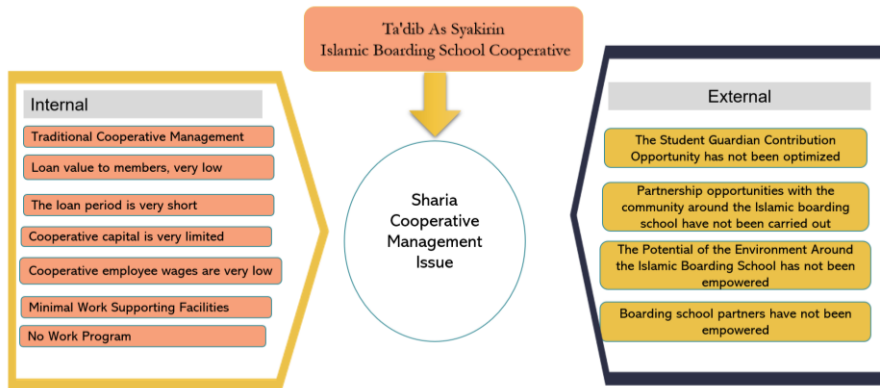 Ta'dib As Syakirin
Islamic Boarding School Cooperative
Internal
Traditional Cooperative Management
Loan value to members, very low
The loan period is very short
Cooperative capital is very limited
Cooperative employee wages are very low
Minimal Work Supporting Facilities
No Work Program
Sharia
Cooperative
Management
Issue
External
The Student Guardian Contribution
Opportunity has not been optimized
Partnership opportunities with the
community around the Islamic boarding
school have not been carried out
The Potential of the Environment Around
the Islamic Boarding School has not been
empowered
Boarding school partners have not been
empowered